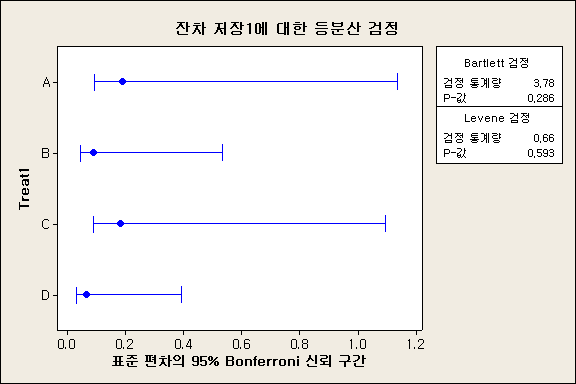 잔차 저장1에 대한 등분산 검정
Bartlett 검정
검정 통계량 3,78
P-값 0,286
Levene 검정
검정 통계량 0,66
P-값 0,593
Treat1
A
B
C
D
0.0 0.2 0.4 0.6 0.8 1.0 1.2
표준 편차의 95% Bonferroni 신뢰 구간